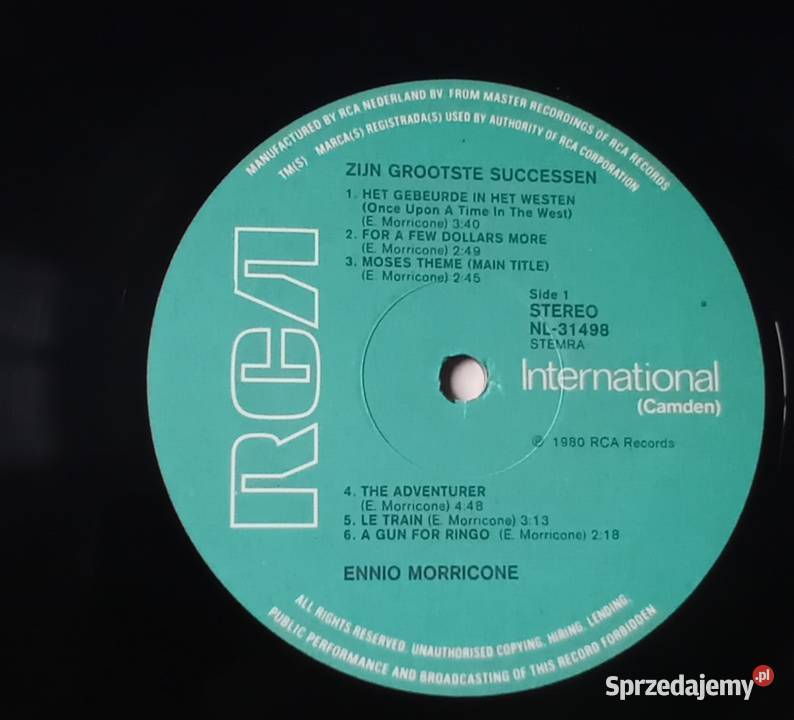 MANUFACTURED BY RCA NEDERLAND BV. FROM MASTER RECORDINGS OF RCA RECORDS
TM(S) MARCA(S) REGISTRADA(S) USED BY AUTHORITY OF RCA CORPORATION
ZIJN GROOTSTE SUCCESSEN
1. HET GEBEURDE IN HET WESTEN
(Once Upon A Time In The West)
(E. Morricone) 3:40
2. FOR A FEW DOLLARS MORE
(E. Morricone) 2:49
3. MOSES THEME (MAIN TITLE)
(E. Morricone) 2:45
RCA
Side 1
STEREO
NL-31498
STEMRA
International
(Camden)
℗ 1980 RCA Records
4. THE ADVENTURER
(E. Morricone) 4:48
5. LE TRAIN (E. Morricone) 3:13
6. A GUN FOR RINGO (E. Morricone) 2:18
ENNIO MORRICONE
ALL RIGHTS RESERVED. UNAUTHORISED COPYING, HIRING, LENDING,
PUBLIC PERFORMANCE AND BROADCASTING OF THIS RECORD FORBIDDEN
Sprzedajemy.pl